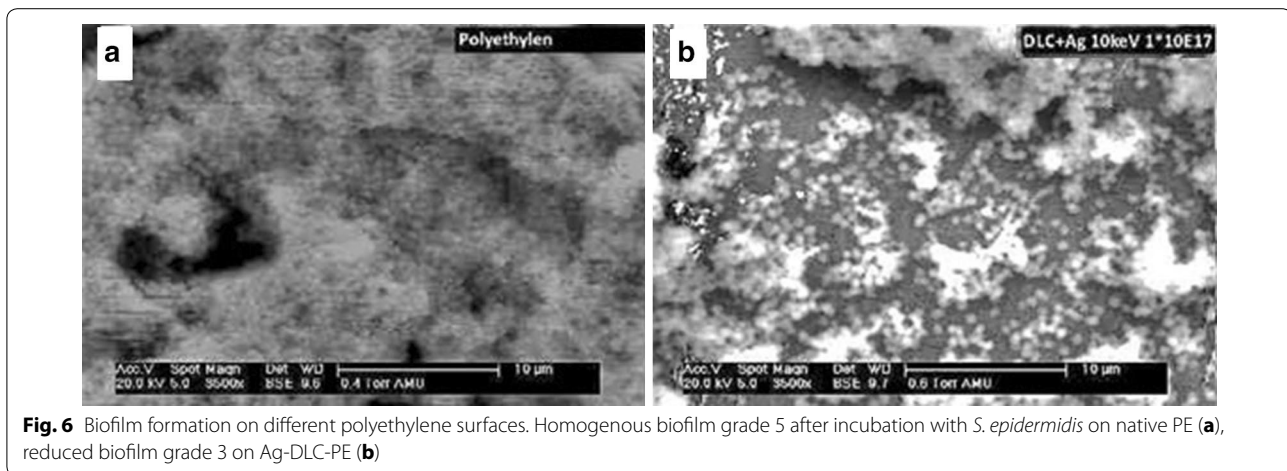 a
Polyethylen
b
DLC+Ag 10keV 1*10E17
Acc.V Spot Magn Det WD 10 µm
20.0 kV 5.0 3500x BSE 9.6 0.4 Torr AMU
Acc.V Spot Magn Det WD 10 µm
20.0 kV 5.0 3500x BSE 9.7 0.6 Torr AMU
Fig. 6 Biofilm formation on different polyethylene surfaces. Homogenous biofilm grade 5 after incubation with S. epidermidis on native PE (a),
reduced biofilm grade 3 on Ag-DLC-PE (b)